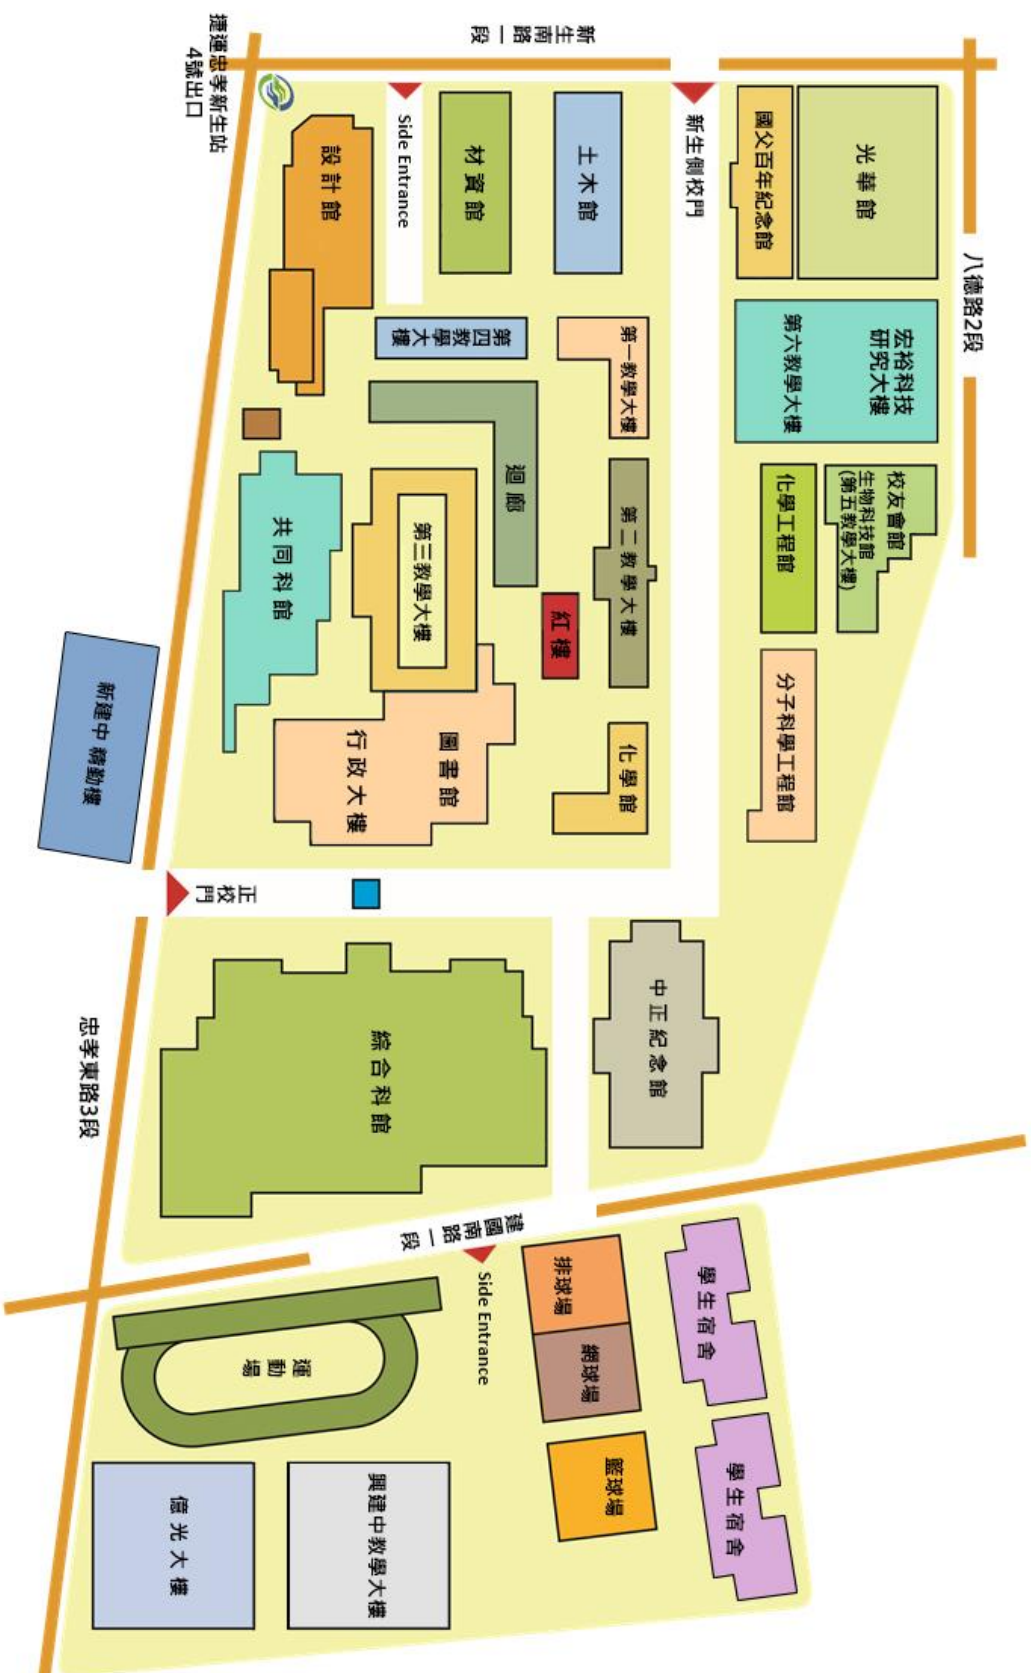 新生南路一段
捷運忠孝新生站
4號出口
八德路2段
光華館
國父百年紀念館
新生側校門
土木館
材資館
Side Entrance
設計館
宏裕科技
研究大樓
第六教學大樓
第一教學大樓
第四教學大樓
校友會館
生物科技館
(第五教學大樓)
化學工程館
第二教學大樓
迴廊
紅樓
第三教學大樓
共同科館
分子科學工程館
化學館
圖書館
行政大樓
新建中精勤樓
正校門
中正紀念館
綜合科館
忠孝東路3段
建國南路一段
Side Entrance
排球場
網球場
籃球場
學生宿舍
學生宿舍
運動場
興建中教學大樓
億光大樓